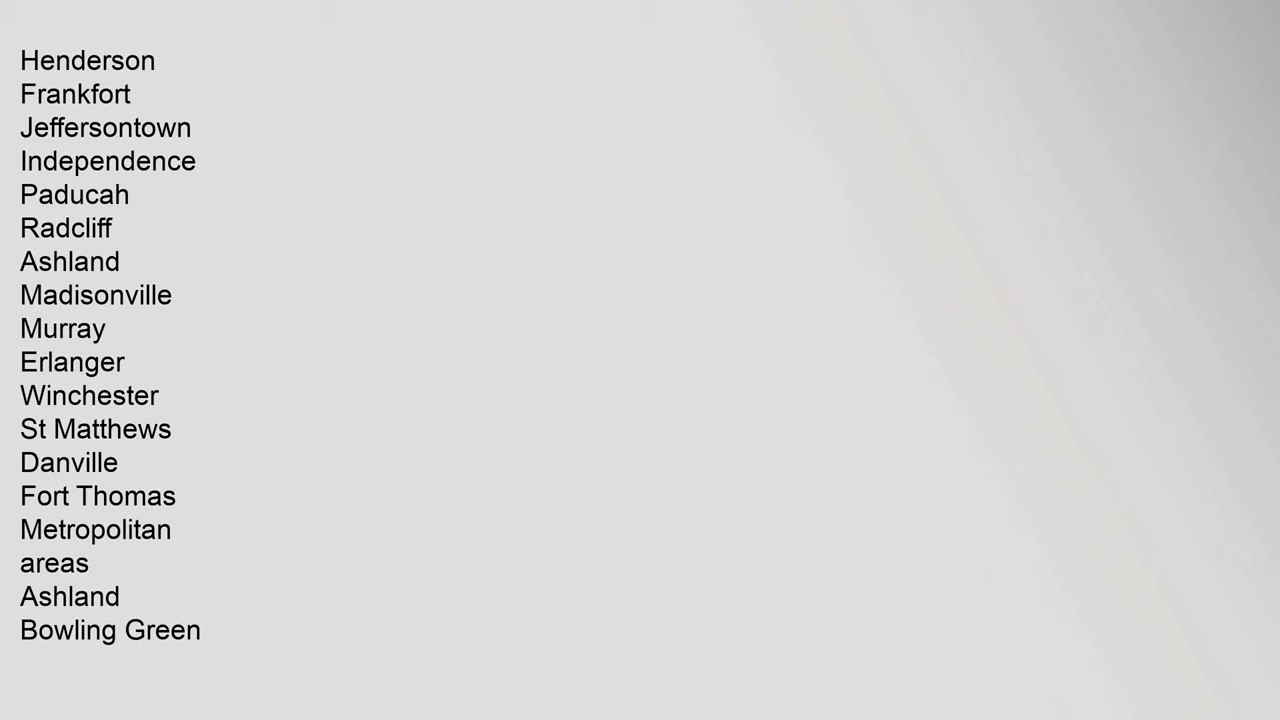 Henderson
Frankfort
Jeffersontown
Independence
Paducah
Radcliff
Ashland
Madisonville
Murray
Erlanger
Winchester
St Matthews
Danville
Fort Thomas
Metropolitan
areas
Ashland
Bowling Green